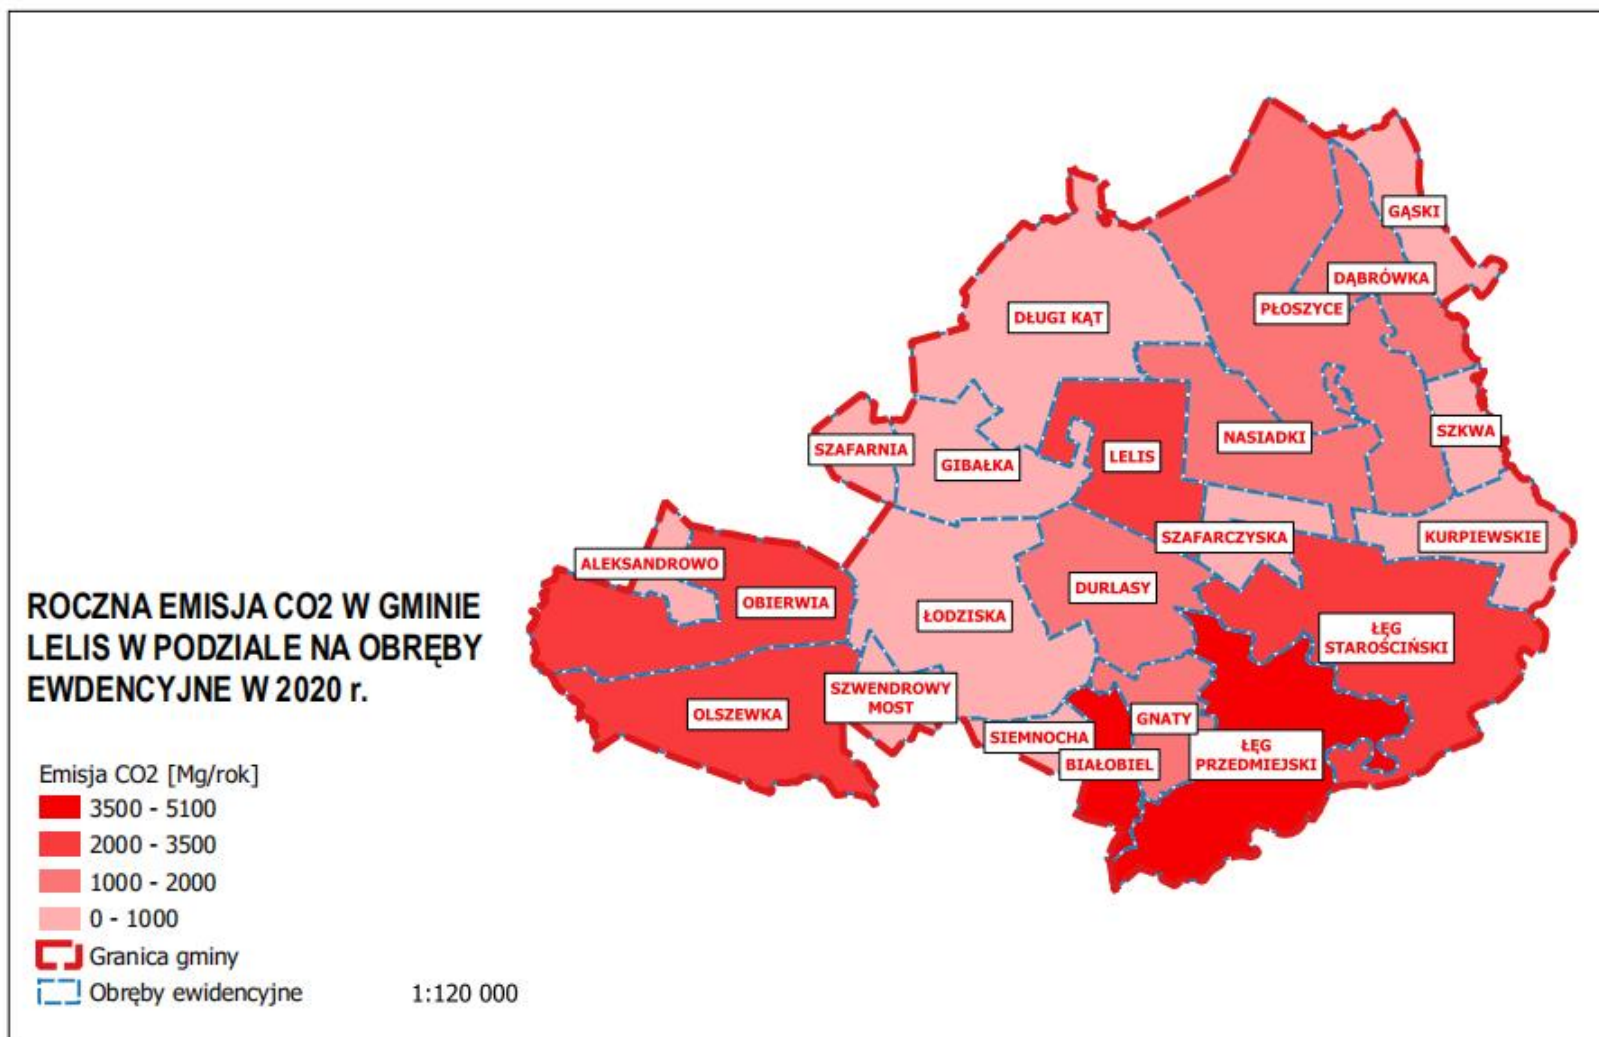 ROCZNA EMISJA CO2 W GMINIE
LELIS W PODZIALE NA OBRĘBY
EWDENCYJNE W 2020 r.
Emisja CO2 [Mg/rok]
3500 - 5100
2000 - 3500
1000 - 2000
0 - 1000
Granica gminy
Obręby ewidencyjne
1:120 000
GĄSKI
DĄBRÓWKA
PŁOSZYCE
DŁUGI KĄT
SZKWA
NASIADKI
SZAFARNIA
GIBAŁKA
LELIS
KURPIEWSKIE
SZAFARCZYSKA
ALEKSANDROWO
DURLASY
OBIERWIA
ŁODZISKA
ŁĘG
STAROŚCIŃSKI
SZWENDROWY
MOST
OLSZEWKA
GNATY
SIEMNOCHA
BIAŁOBIEL
ŁĘG
PRZEDMIEJSKI